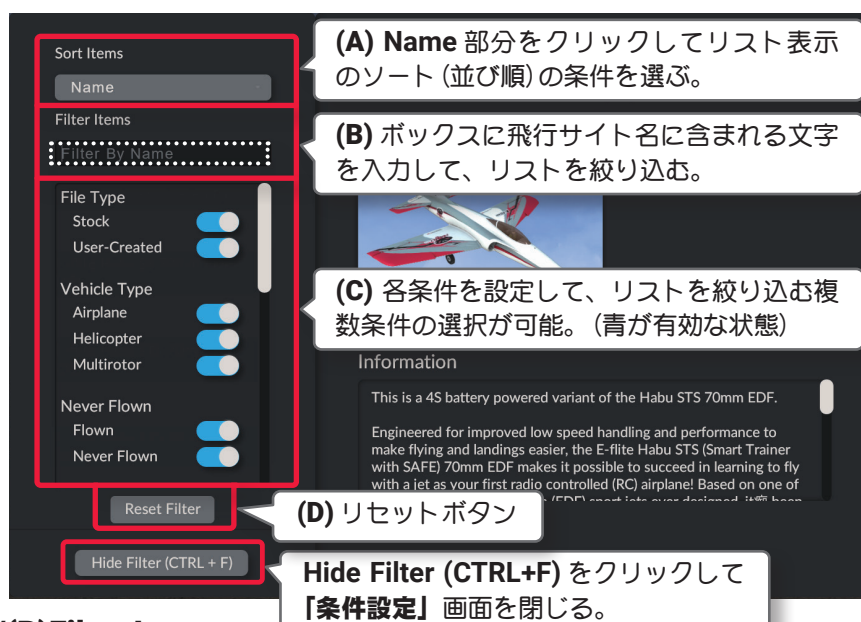 Sort Items
Name
Filter Items
Filter By Name
File Type
Stock
User-Created
Vehicle Type
Airplane
Helicopter
Multirotor
Never Flown
Flown
Never Flown
Reset Filter
Hide Filter (CTRL + F)
(A) Name 部分をクリックしてリスト表示
のソート(並び順)の条件を選ぶ。
(B) ボックスに飛行サイト名に含まれる文字
を入力して、リストを絞り込む。
(C) 各条件を設定して、リストを絞り込む複
数条件の選択が可能。(青が有効な状態)
Information
This is a 4S battery powered variant of the Habu STS 70mm EDF.
Engineered for improved low speed handling and performance to
make flying and landings easier, the E-flite Habu STS (Smart Trainer
with SAFE) 70mm EDF makes it possible to succeed in learning to fly
with a jet as your first radio controlled (RC) airplane! Based on one of
(EDF) sport jets ever designed, it癩 been
(D) リセットボタン
Hide Filter (CTRL+F) をクリックして
「条件設定」画面を閉じる。